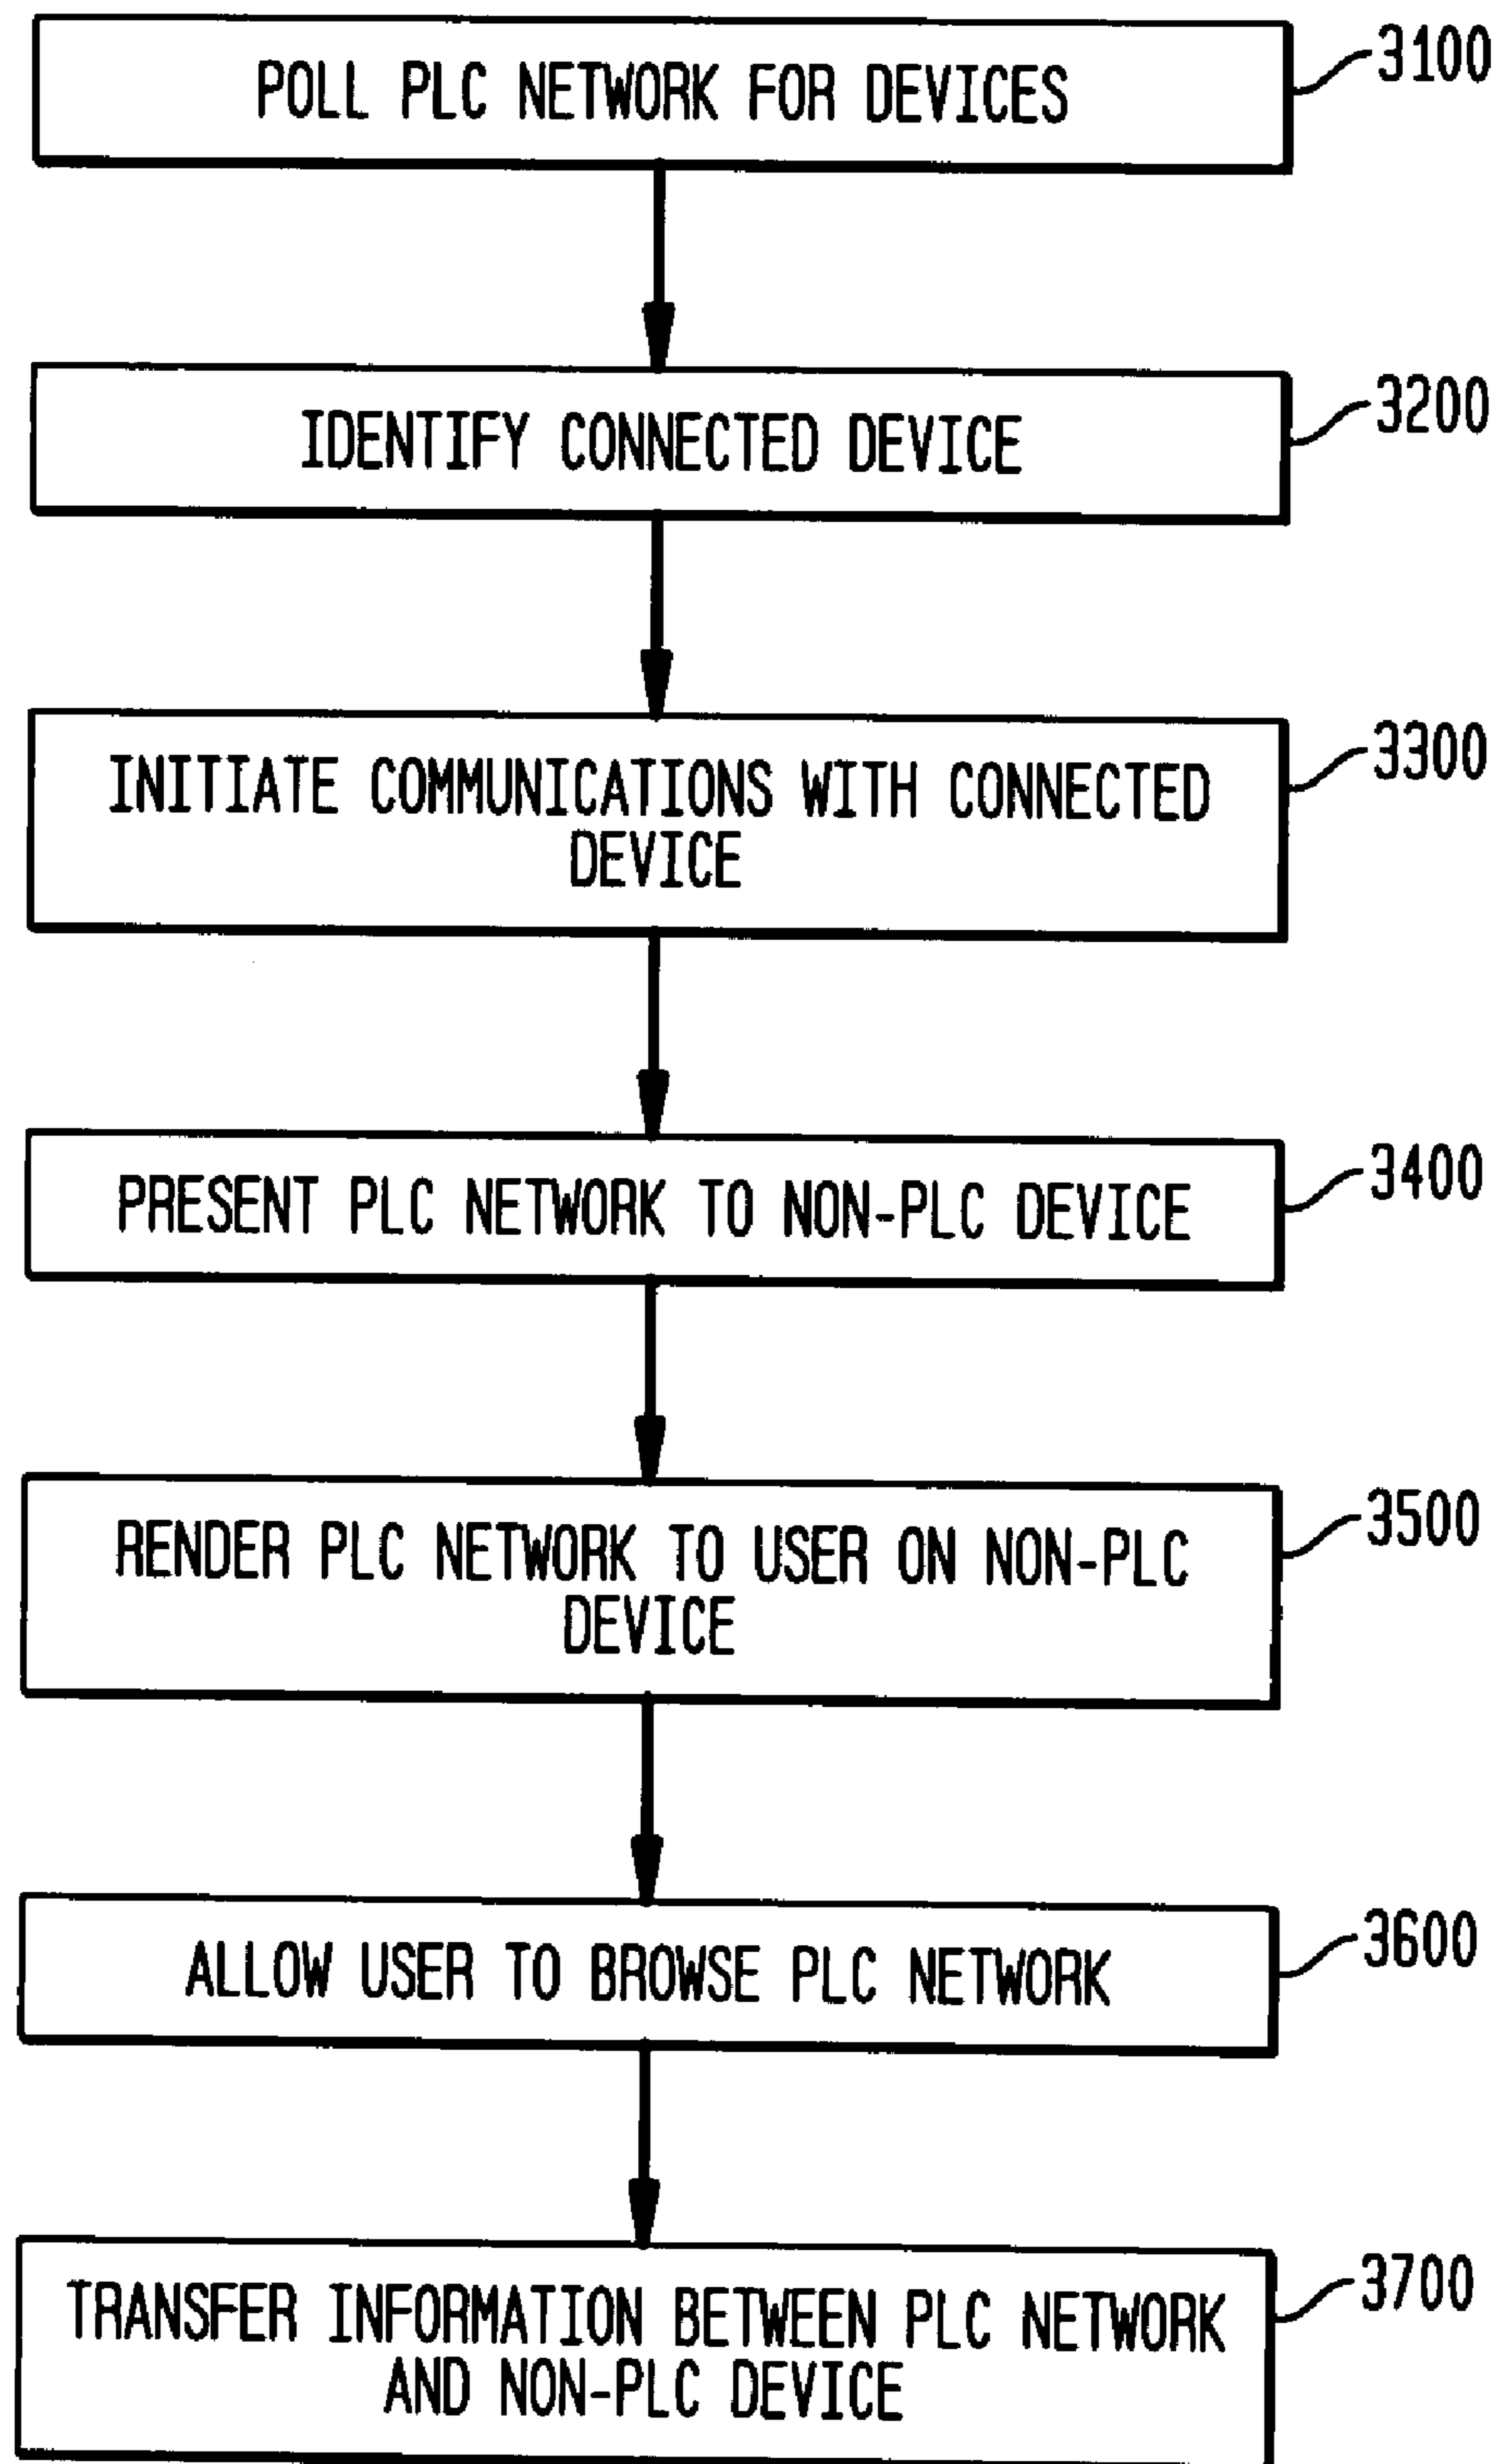 POLL PLC NETWORK FOR DEVICES
3100
IDENTIFY CONNECTED DEVICE
3200
INITIATE COMMUNICATIONS WITH CONNECTED
DEVICE
3300
PRESENT PLC NETWORK TO NON-PLC DEVICE
3400
RENDER PLC NETWORK TO USER ON NON-PLC
DEVICE
3500
ALLOW USER TO BROWSE PLC NETWORK
3600
TRANSFER INFORMATION BETWEEN PLC NETWORK
AND NON-PLC DEVICE
3700